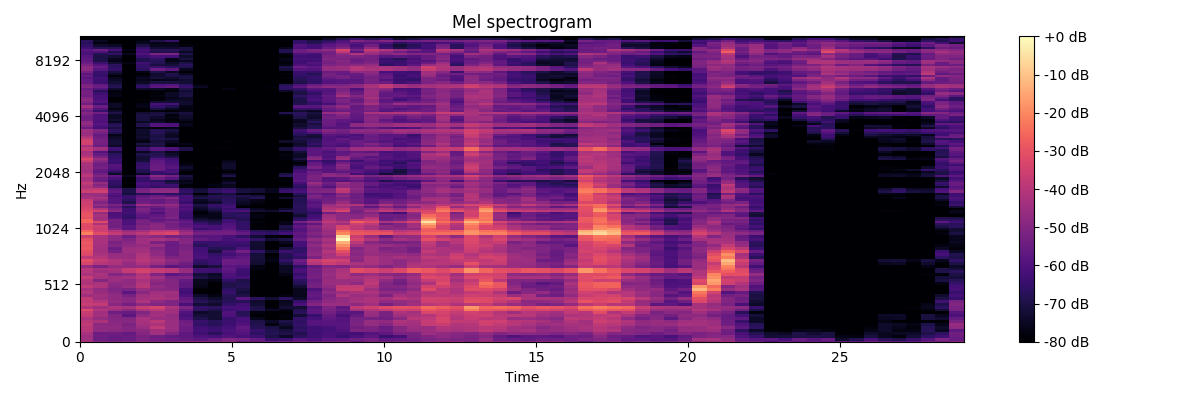 Mel spectrogram
8192
4096
2048
1024
512
0
Hz
0 5 10 15 20 25
Time
+0 dB
-10 dB
-20 dB
-30 dB
-40 dB
-50 dB
-60 dB
-70 dB
-80 dB